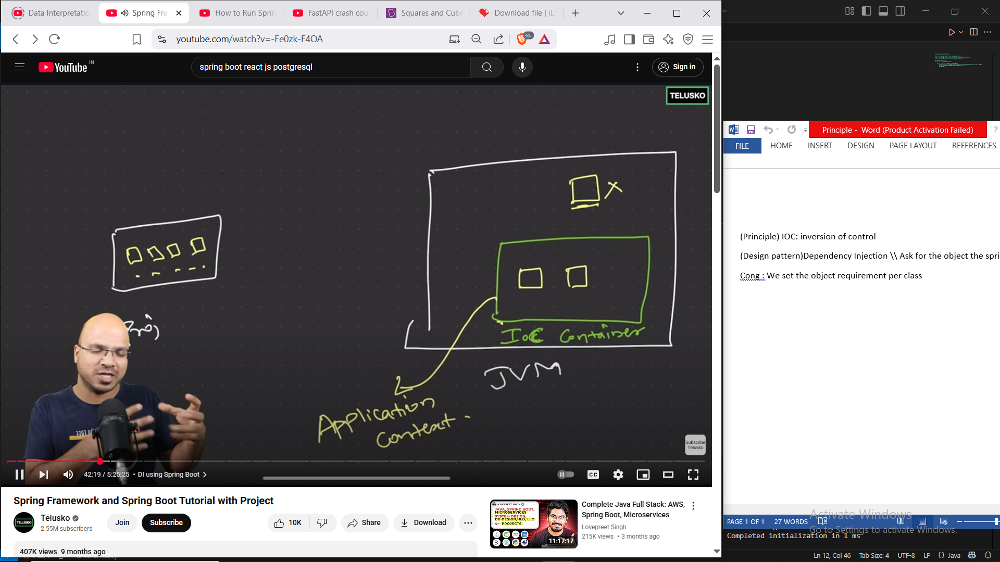 Data Interpretatio
Spring Fra
How to Run Sprin
FastAPI crash cou
Squares and Cube
Download file | iLo
youtube.com/watch?v=-Fe0zk-F4OA
99+
YouTube IN
spring boot react js postgresql
Sign in
TELUSKO
IoC Container
JVM
Application
Context
Proj
Subscribe
Telusko
42:19 / 5:25:25 • DI using Spring Boot
CC
Spring Framework and Spring Boot Tutorial with Project
TELUSKO
Telusko
2.55M subscribers
Join
Subscribe
10K
Share
Download
407K views 9 months ago
LOVEPREET SINGH
• JAVA, SPRING BOOT,
MICROSERVICES
• SYSTEM DESIGN,
DB DESIGN,HLD, LLD
• 4+ PROJECTS
11:17:17
Complete Java Full Stack: AWS,
Spring Boot, Microservices
Lovepreet Singh
215K views • 3 months ago
Principle - Word (Product Activation Failed)
?
FILE
HOME
INSERT
DESIGN
PAGE LAYOUT
REFERENCES
(Principle) IOC: inversion of control
(Design pattern)Dependency Injection \\ Ask for the object the spri
Cong : We set the object requirement per class
Activate Windows
Go to Settings to activate Windows.
PAGE 1 OF 1
27 WORDS
Completed initialization in 1 ms
Ln 12, Col 46
Tab Size: 4
UTF-8
LF
{ } Java